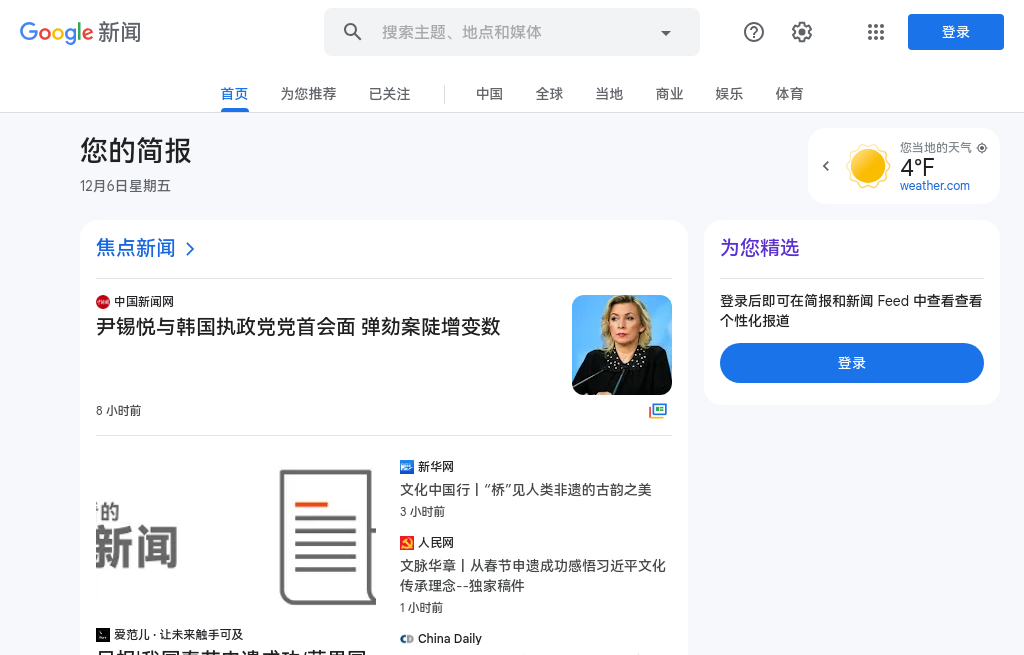 Google 新闻
搜索主题、地点和媒体
登录
首页
为您推荐
已关注
中国
全球
当地
商业
娱乐
体育
您的简报
12月6日星期五
您当地的天气
4°F
weather.com
焦点新闻
中国新闻网
尹锡悦与韩国执政党党首会面 弹劾案陡增变数
8 小时前
的
新闻
爱范儿 · 让未来触手可及
新华网
文化中国行丨“桥”见人类非遗的古韵之美
3 小时前
人民网
文脉华章丨从春节申遗成功感悟习近平文化
传承理念--独家稿件
1 小时前
China Daily
为您精选
登录后即可在简报和新闻 Feed 中查看查看
个性化报道
登录